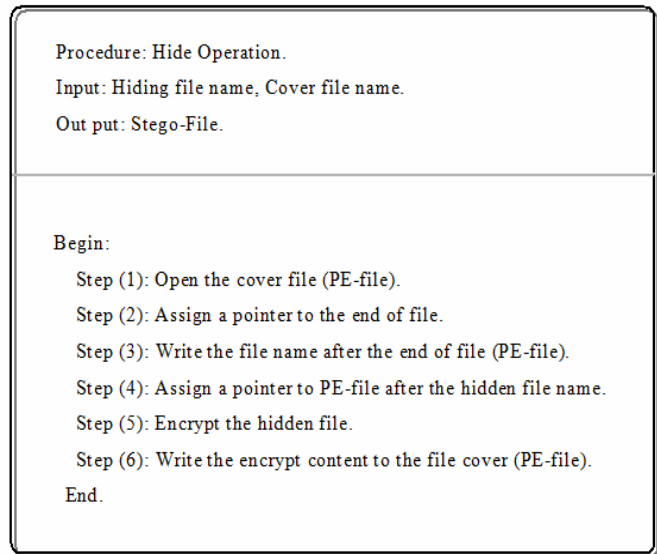 Procedure: Hide Operation.
Input: Hiding file name, Cover file name.
Out put: Stego-File.
Begin:
Step (1): Open the cover file (PE-file).
Step (2): Assign a pointer to the end of file.
Step (3): Write the file name after the end of file (PE-file).
Step (4): Assign a pointer to PE-file after the hidden file name.
Step (5): Encrypt the hidden file.
Step (6): Write the encrypt content to the file cover (PE-file).
End.